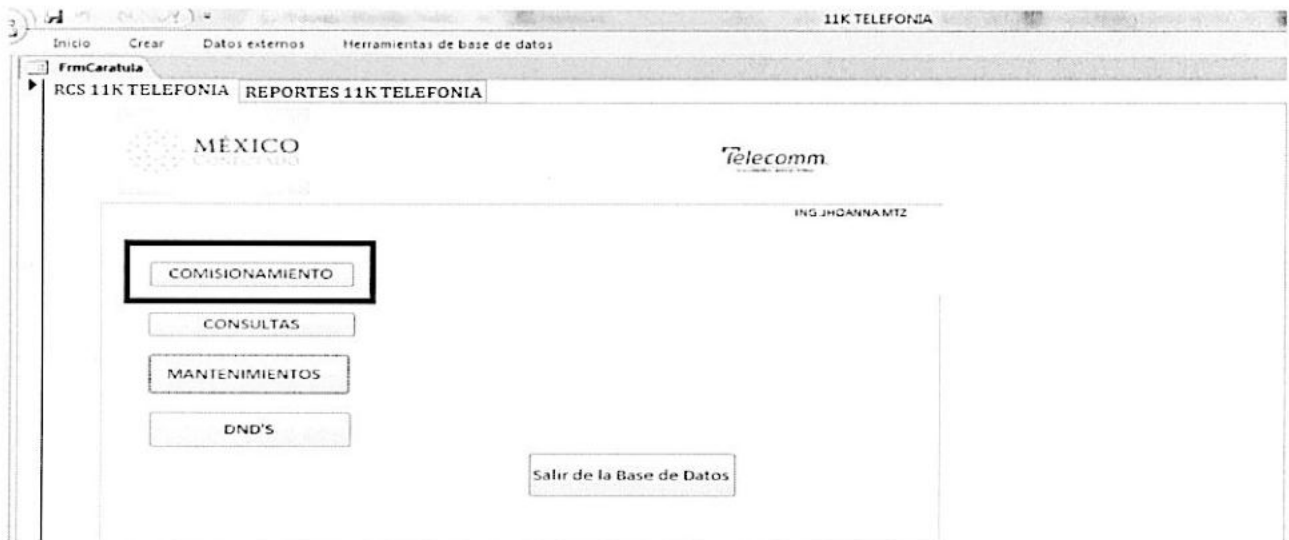 11K TELEFONIA
Inicio Crear Datos externos Herramientas de base de datos
FrmCaratula
RCS 11K TELEFONIA REPORTES 11K TELEFONIA
MÉXICO
CONECTADO
Telecomm.
ING JHOANNA MTZ
COMISIONAMIENTO
CONSULTAS
MANTENIMIENTOS
DND'S
Salir de la Base de Datos